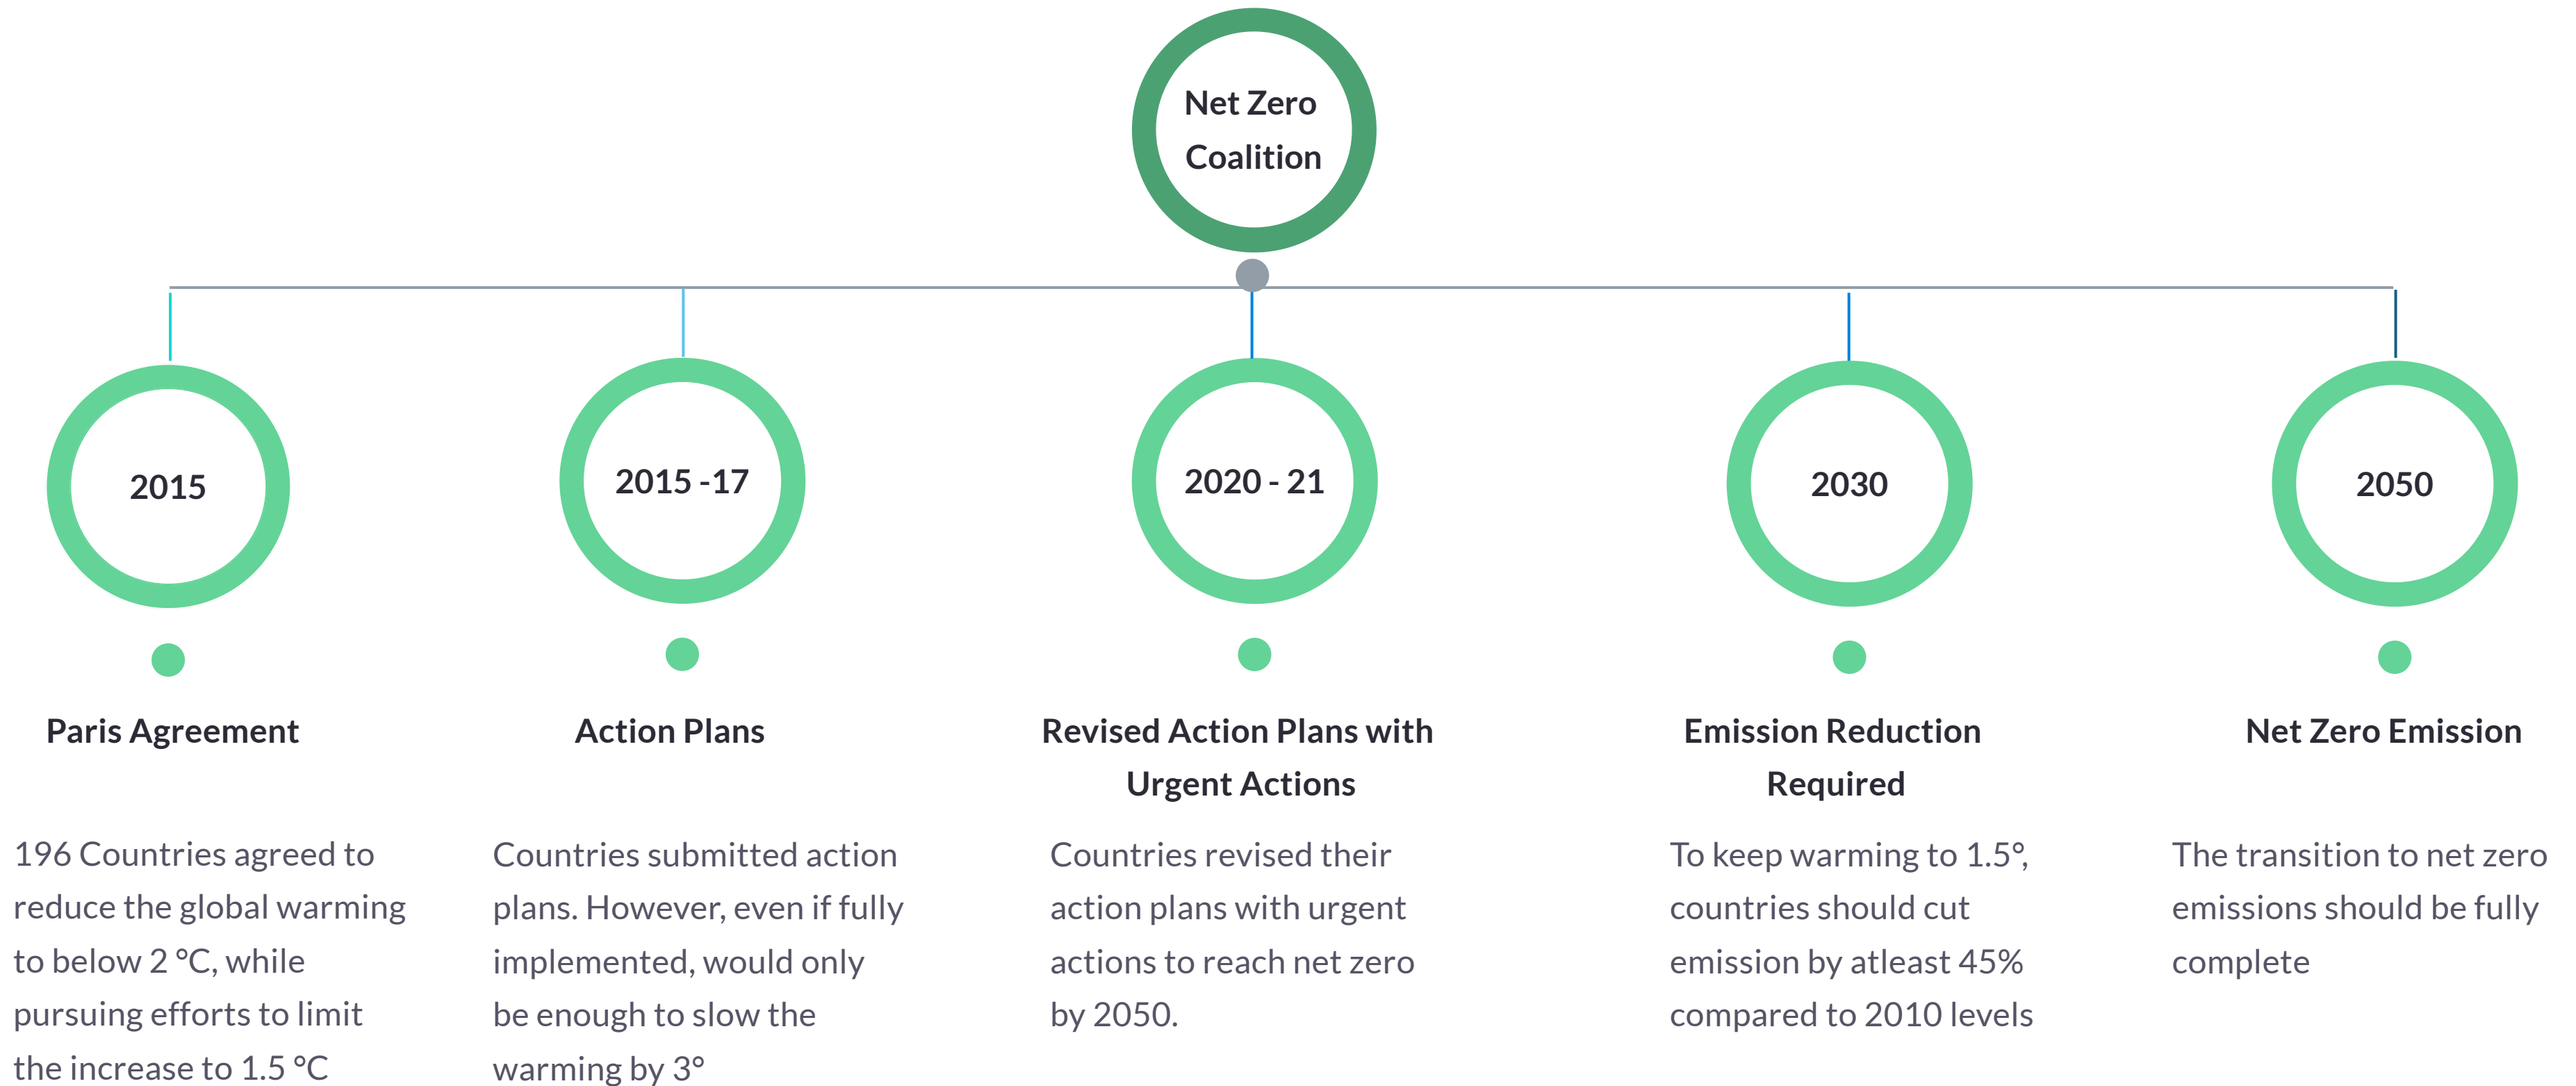 Net Zero
Coalition
2015
2015 -17
2020 - 21
2030
2050
Paris Agreement
196 Countries agreed to
reduce the global warming
to below 2 °C, while
pursuing efforts to limit
the increase to 1.5 °C
Action Plans
Countries submitted action
plans. However, even if fully
implemented, would only
be enough to slow the
warming by 3°
Revised Action Plans with
Urgent Actions
Countries revised their
action plans with urgent
actions to reach net zero
by 2050.
Emission Reduction
Required
To keep warming to 1.5°,
countries should cut
emission by atleast 45%
compared to 2010 levels
Net Zero Emission
The transition to net zero
emissions should be fully
complete